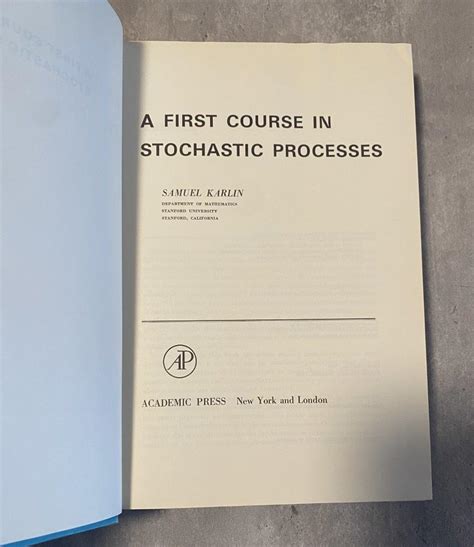 A FIRST COURSE IN
STOCHASTIC PROCESSES
SAMUEL KARLIN
DEPARTMENT OF MATHEMATICS
STANFORD UNIVERSITY
STANFORD, CALIFORNIA
AP
ACADEMIC PRESS New York and London